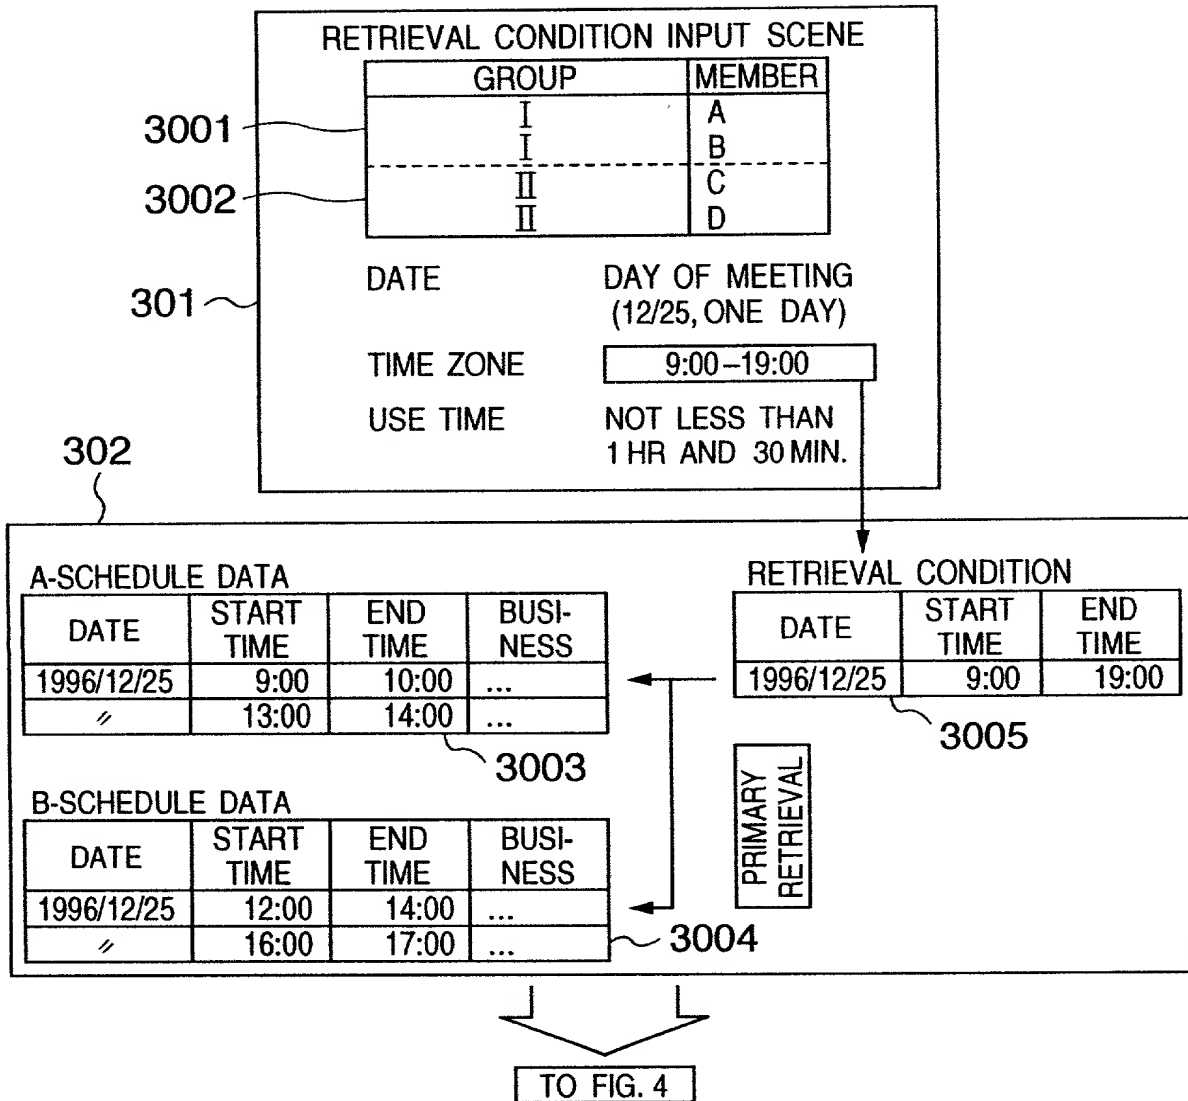 RETRIEVAL CONDITION INPUT SCENE
GROUP MEMBER
I A
I B
II C
II D
3001
3002
301
DATE DAY OF MEETING
(12/25, ONE DAY)
TIME ZONE 9:00–19:00
USE TIME NOT LESS THAN
1 HR AND 30 MIN.
302
A-SCHEDULE DATA
DATE START TIME END TIME BUSI-NESS
1996/12/25 9:00 10:00 ...
〃 13:00 14:00 ...
3003
RETRIEVAL CONDITION
DATE START TIME END TIME
1996/12/25 9:00 19:00
3005
PRIMARY
RETRIEVAL
B-SCHEDULE DATA
DATE START TIME END TIME BUSI-NESS
1996/12/25 12:00 14:00 ...
〃 16:00 17:00 ...
3004
TO FIG. 4